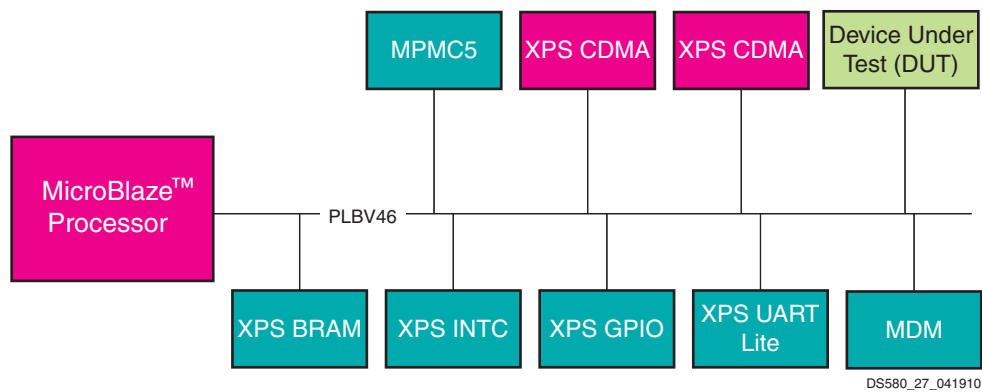 MPMC5
XPS CDMA
XPS CDMA
Device Under
Test (DUT)
MicroBlaze™
Processor
PLBV46
XPS BRAM
XPS INTC
XPS GPIO
XPS UART
Lite
MDM
DS580_27_041910